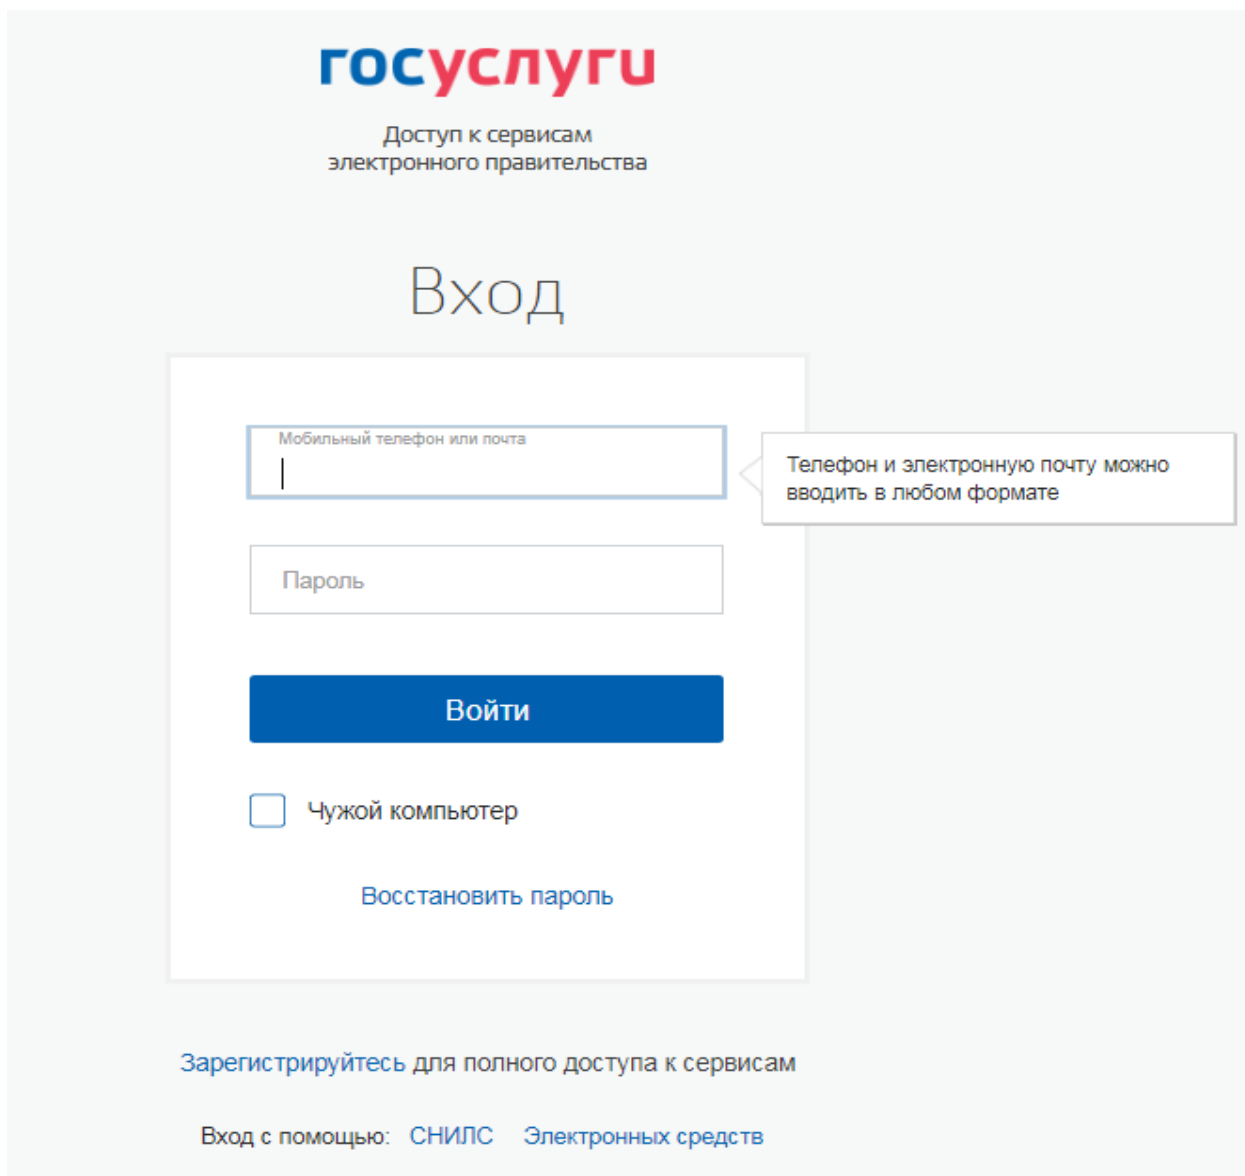 госуслуги
Доступ к сервисам
электронного правительства
Вход
Мобильный телефон или почта
Телефон и электронную почту можно
вводить в любом формате
Пароль
Войти
Чужой компьютер
Восстановить пароль
Зарегистрируйтесь для полного доступа к сервисам
Вход с помощью: СНИЛС Электронных средств